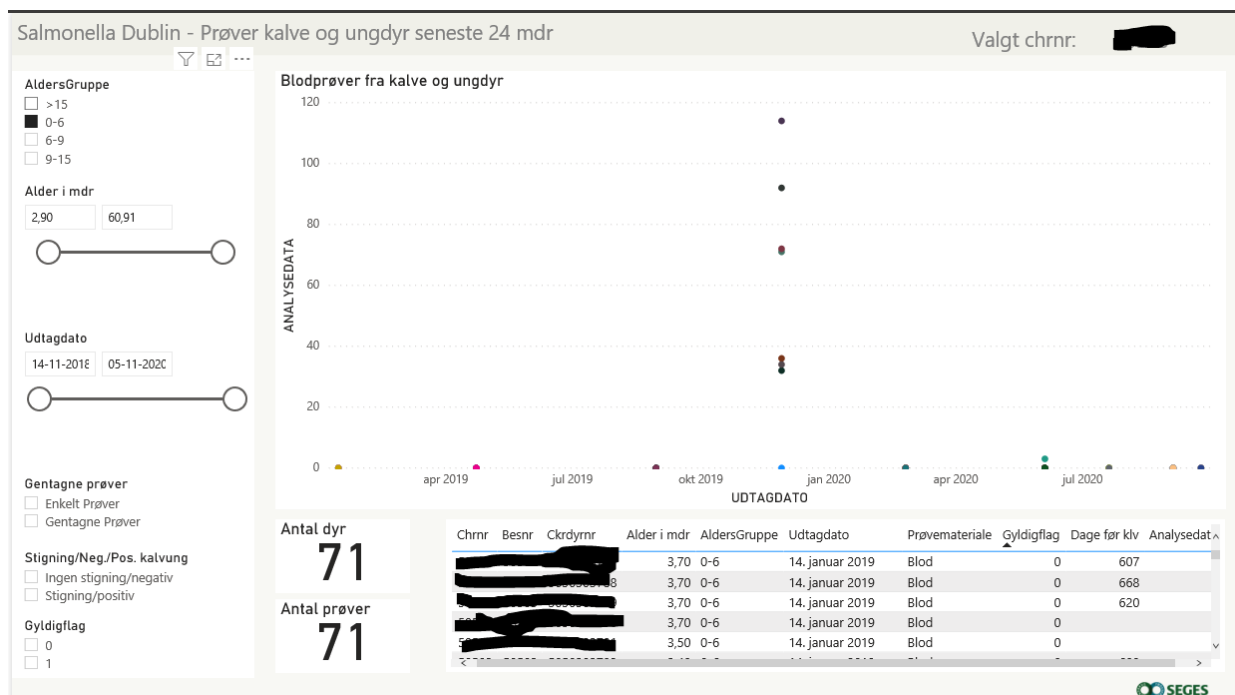 Salmonella Dublin - Prøver kalve og ungdyr seneste 24 mdr
Valgt chrnr:
AldersGruppe
>15
0-6
6-9
9-15
Alder i mdr
2,90 60,91
Udtagdato
14-11-2018 05-11-2020
Gentagne prøver
Enkelt Prøver
Gentagne Prøver
Stigning/Neg./Pos. kalvung
Ingen stigning/negativ
Stigning/positiv
Gyldigflag
0
1
Blodprøver fra kalve og ungdyr
ANALYSEDATA
120
100
80
60
40
20
0
apr 2019 jul 2019 okt 2019 jan 2020 apr 2020 jul 2020
UDTAGDATO
Antal dyr
71
Antal prøver
71
Chrnr Besnr Ckrdyrnr Alder i mdr AldersGruppe Udtagdato Prøvemateriale Gyldigflag Dage før klv Analysedat
3,70 0-6 14. januar 2019 Blod 0 607
3,70 0-6 14. januar 2019 Blod 0 668
3,70 0-6 14. januar 2019 Blod 0 620
3,70 0-6 14. januar 2019 Blod 0
3,50 0-6 14. januar 2019 Blod 0
SEGES